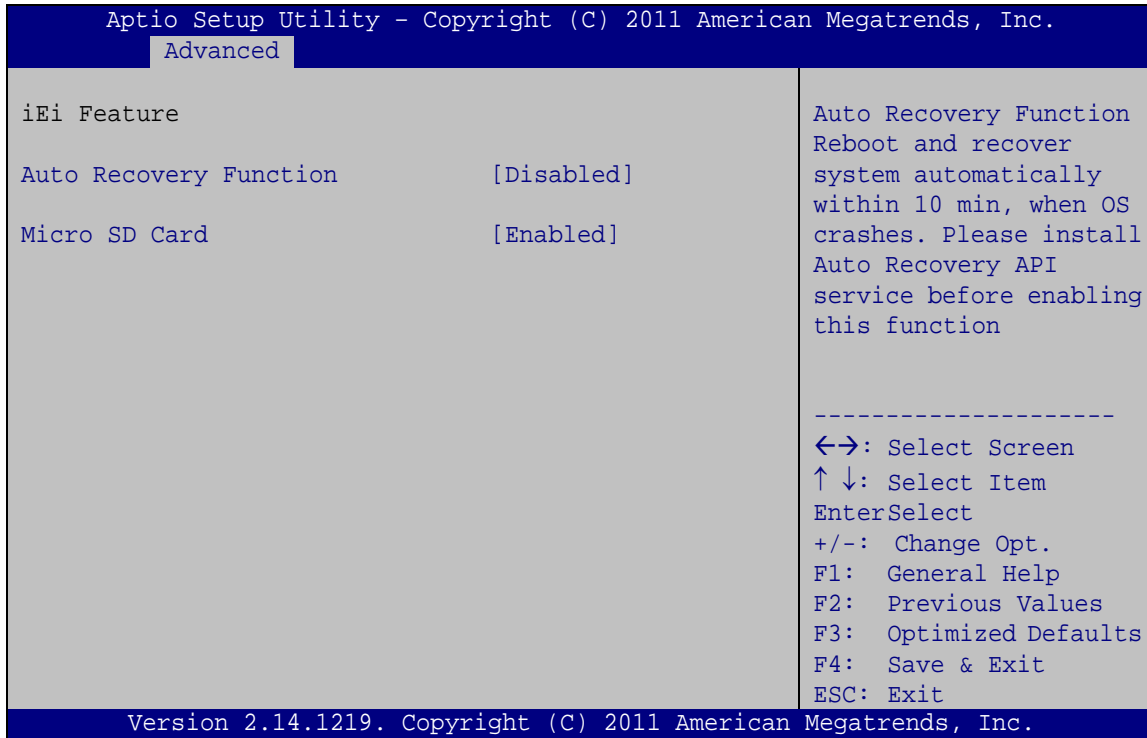 Aptio Setup Utility – Copyright (C) 2011 American Megatrends, Inc.
Advanced
iEi Feature
Auto Recovery Function [Disabled]
Micro SD Card [Enabled]
Auto Recovery Function
Reboot and recover
system automatically
within 10 min, when OS
crashes. Please install
Auto Recovery API
service before enabling
this function
---------------------
←→: Select Screen
↑ ↓: Select Item
EnterSelect
+/-: Change Opt.
F1: General Help
F2: Previous Values
F3: Optimized Defaults
F4: Save & Exit
ESC: Exit
Version 2.14.1219. Copyright (C) 2011 American Megatrends, Inc.